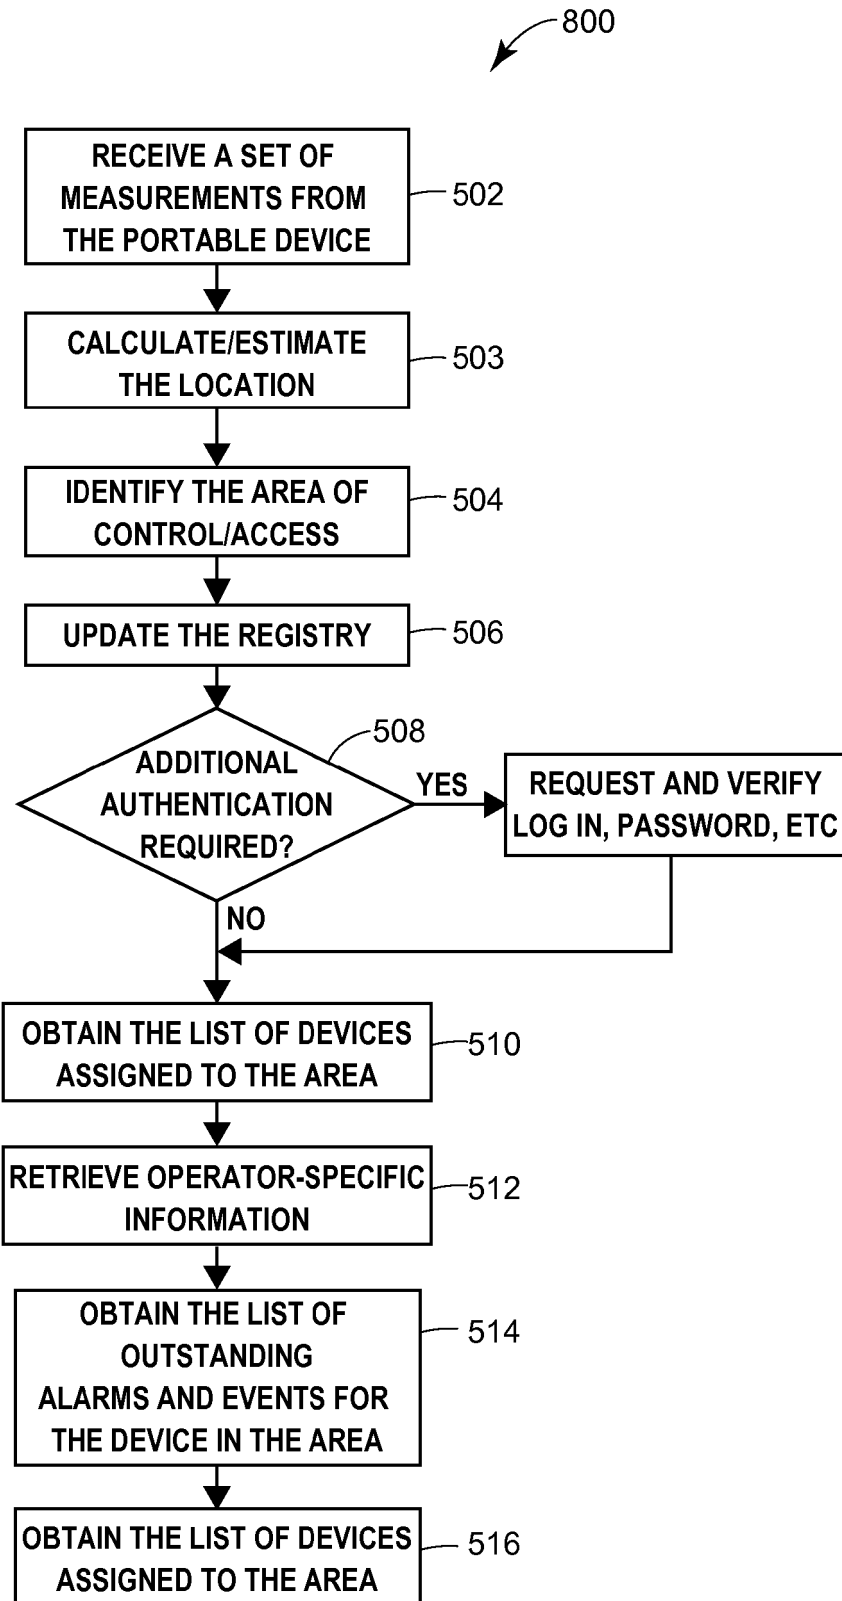 800
RECEIVE A SET OF
MEASUREMENTS FROM
THE PORTABLE DEVICE
502
CALCULATE/ESTIMATE
THE LOCATION
503
IDENTIFY THE AREA OF
CONTROL/ACCESS
504
UPDATE THE REGISTRY
506
508
ADDITIONAL
AUTHENTICATION
REQUIRED?
YES
REQUEST AND VERIFY
LOG IN, PASSWORD, ETC
NO
OBTAIN THE LIST OF DEVICES
ASSIGNED TO THE AREA
510
RETRIEVE OPERATOR-SPECIFIC
INFORMATION
512
OBTAIN THE LIST OF
OUTSTANDING
ALARMS AND EVENTS FOR
THE DEVICE IN THE AREA
514
OBTAIN THE LIST OF DEVICES
ASSIGNED TO THE AREA
516